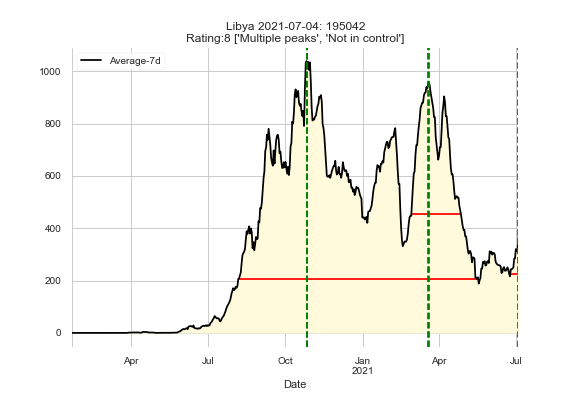 Libya 2021-07-04: 195042
Rating:8 ['Multiple peaks', 'Not in control']
Average-7d
1000
800
600
400
200
0
Apr
Jul
Oct
Jan
2021
Apr
Jul
Date